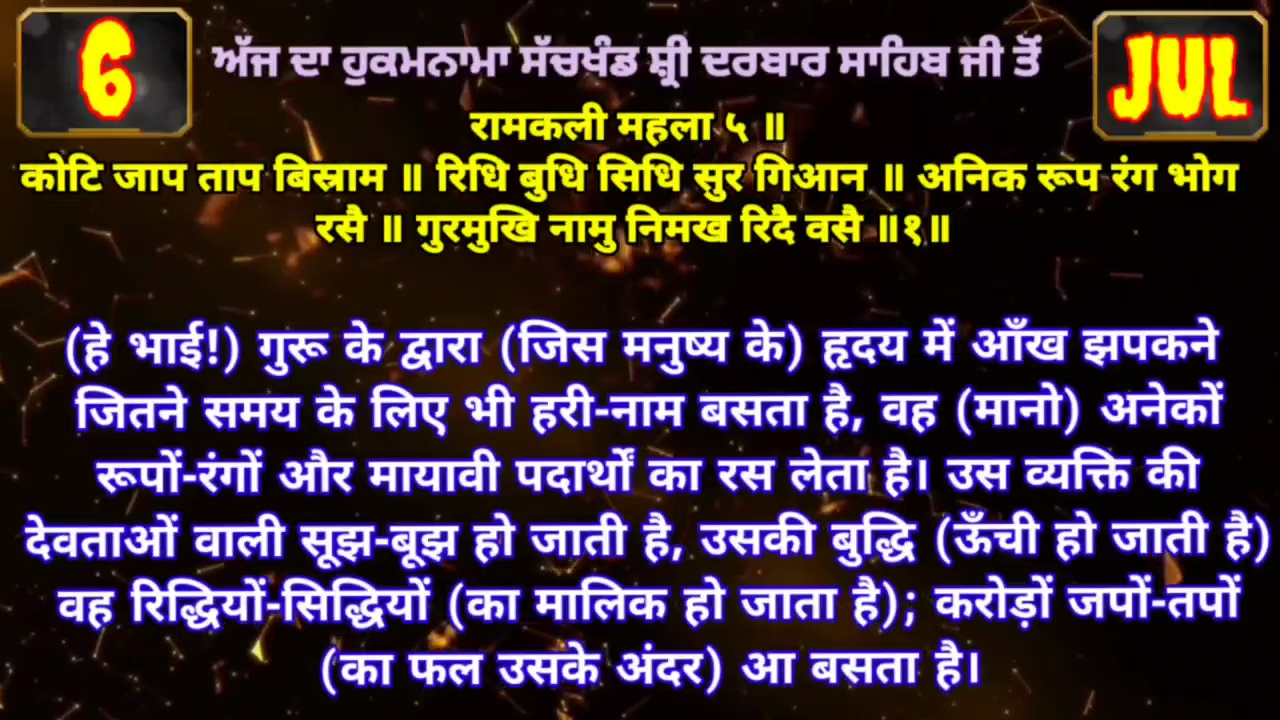 6
ਅੱਜ ਦਾ ਹੁਕਮਨਾਮਾ ਸੱਚਖੰਡ ਸ਼੍ਰੀ ਦਰਬਾਰ ਸਾਹਿਬ ਜੀ ਤੋਂ
JUL
रामकली महला ५ ॥
कोटि जाप ताप बिस्राम ॥ रिधि बुधि सिधि सुर गिआन ॥ अनिक रूप रंग भोग
रसै ॥ गुरमुखि नामु निमख रिदै वसै ॥१॥
(हे भाई!) गुरू के द्वारा (जिस मनुष्य के) हृदय में आँख झपकने
जितने समय के लिए भी हरी-नाम बसता है, वह (मानो) अनेकों
रूपों-रंगों और मायावी पदार्थों का रस लेता है। उस व्यक्ति की
देवताओं वाली सूझ-बूझ हो जाती है, उसकी बुद्धि (ऊँची हो जाती है)
वह रिद्धियों-सिद्धियों (का मालिक हो जाता है); करोड़ों जपों-तपों
(का फल उसके अंदर) आ बसता है।